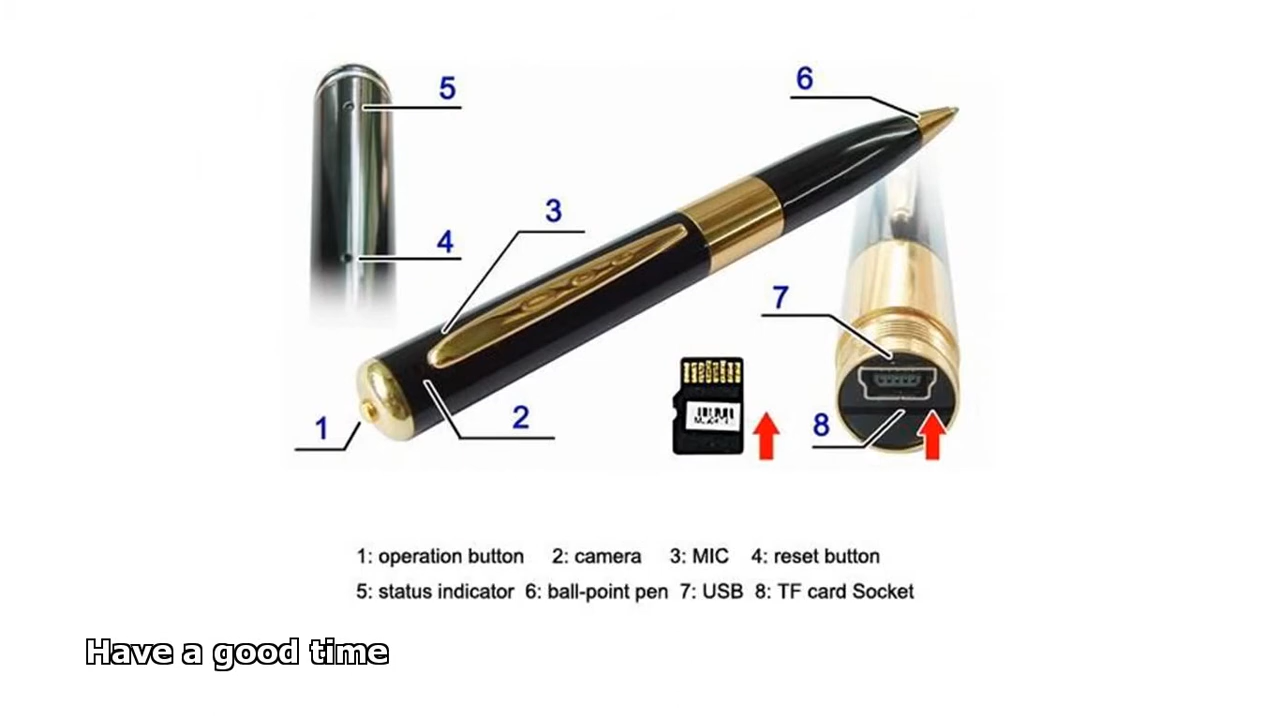 5
6
3
4
7
2
8
1
1: operation button 2: camera 3: MIC 4: reset button
5: status indicator 6: ball-point pen 7: USB 8: TF card Socket
Have a good time